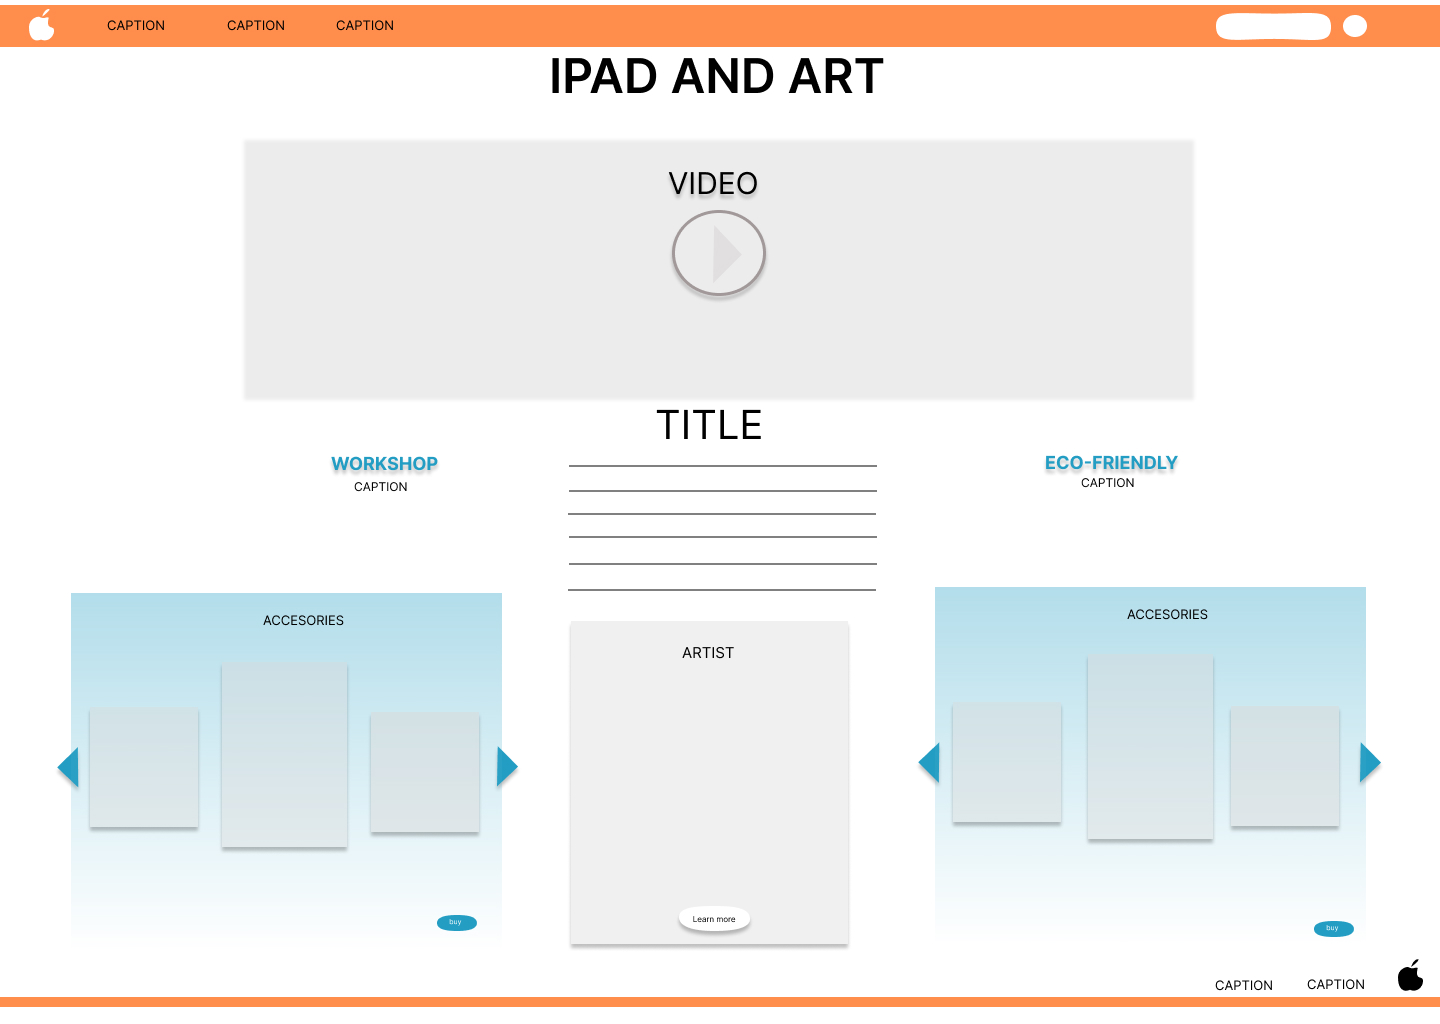 CAPTION
CAPTION
CAPTION
IPAD AND ART
VIDEO
TITLE
WORKSHOP
CAPTION
ECO-FRIENDLY
CAPTION
ACCESORIES
buy
ARTIST
Learn more
ACCESORIES
buy
CAPTION
CAPTION